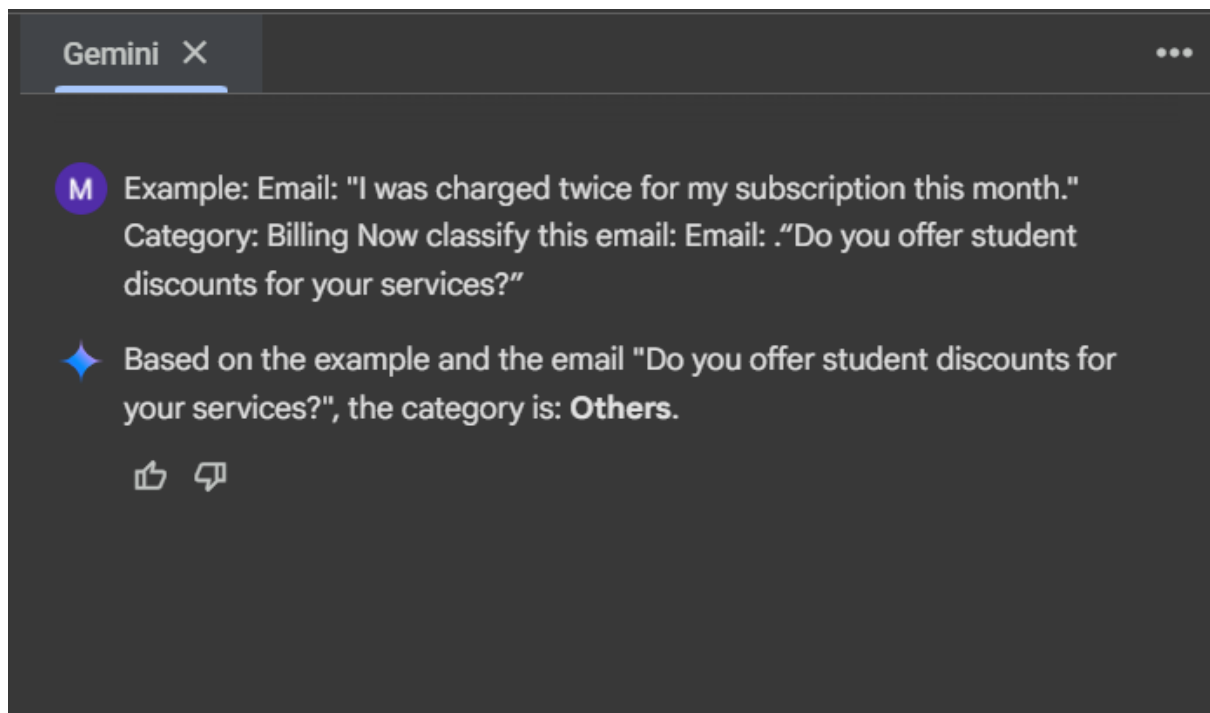 Gemini
M
Example: Email: "I was charged twice for my subscription this month."
Category: Billing Now classify this email: Email: .“Do you offer student
discounts for your services?”
Based on the example and the email "Do you offer student discounts for
your services?", the category is: Others.